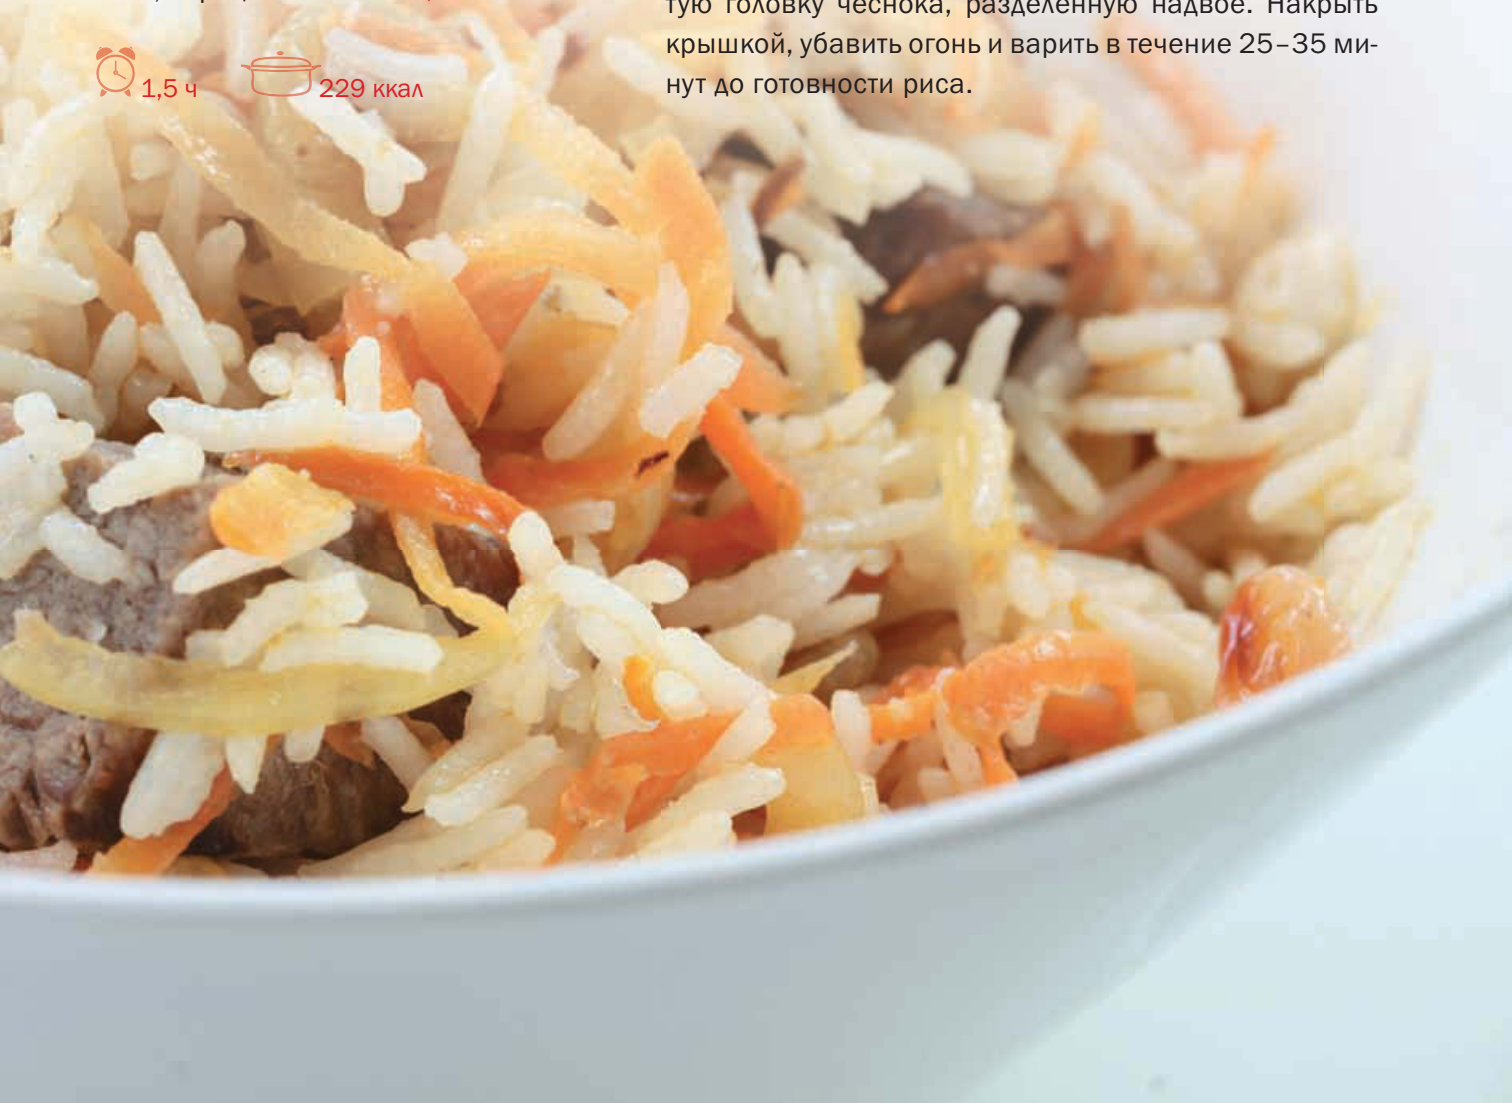 1,5 ч
229 ккал
тую головку чеснока, разделенную надвое. Накрыть
крышкой, убавить огонь и варить в течение 25–35 ми-
нут до готовности риса.